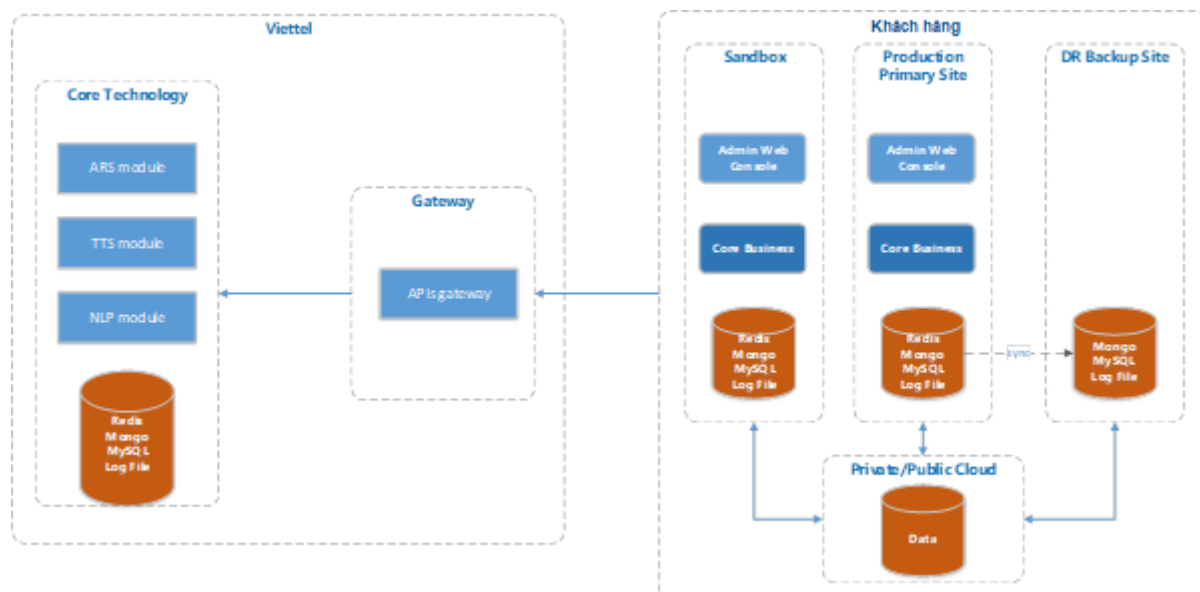 Viettel
Core Technology
ARS module
TTS module
NLP module
Redis
Mongo
MySQL
Log File
Gateway
APIs gateway
Khách hàng
Sandbox
Admin Web
Console
Core Business
Redis
Mongo
MySQL
Log File
Production
Primary Site
Admin Web
Console
Core Business
Redis
Mongo
MySQL
Log File
sync
DR Backup Site
Mongo
MySQL
Log File
Private/Public Cloud
Data